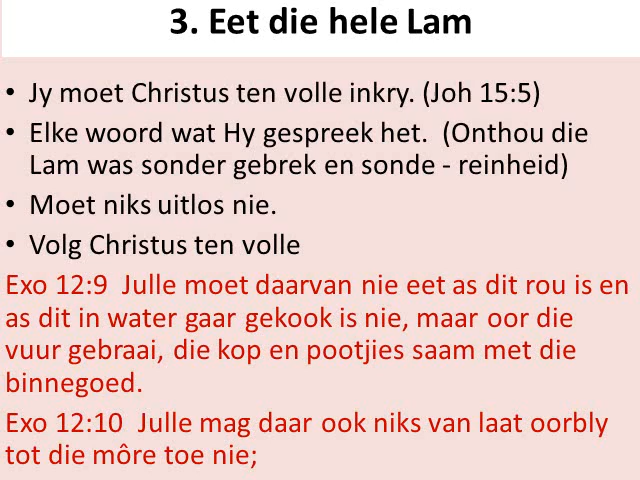 3. Eet die hele Lam
• Jy moet Christus ten volle inkry. (Joh 15:5)
• Elke woord wat Hy gespreek het.  (Onthou die
Lam was sonder gebrek en sonde - reinheid)
• Moet niks uitlos nie.
• Volg Christus ten volle
Exo 12:9  Julle moet daarvan nie eet as dit rou is en
as dit in water gaar gekook is nie, maar oor die
vuur gebraai, die kop en pootjies saam met die
binnegoed.
Exo 12:10  Julle mag daar ook niks van laat oorbly
tot die môre toe nie;